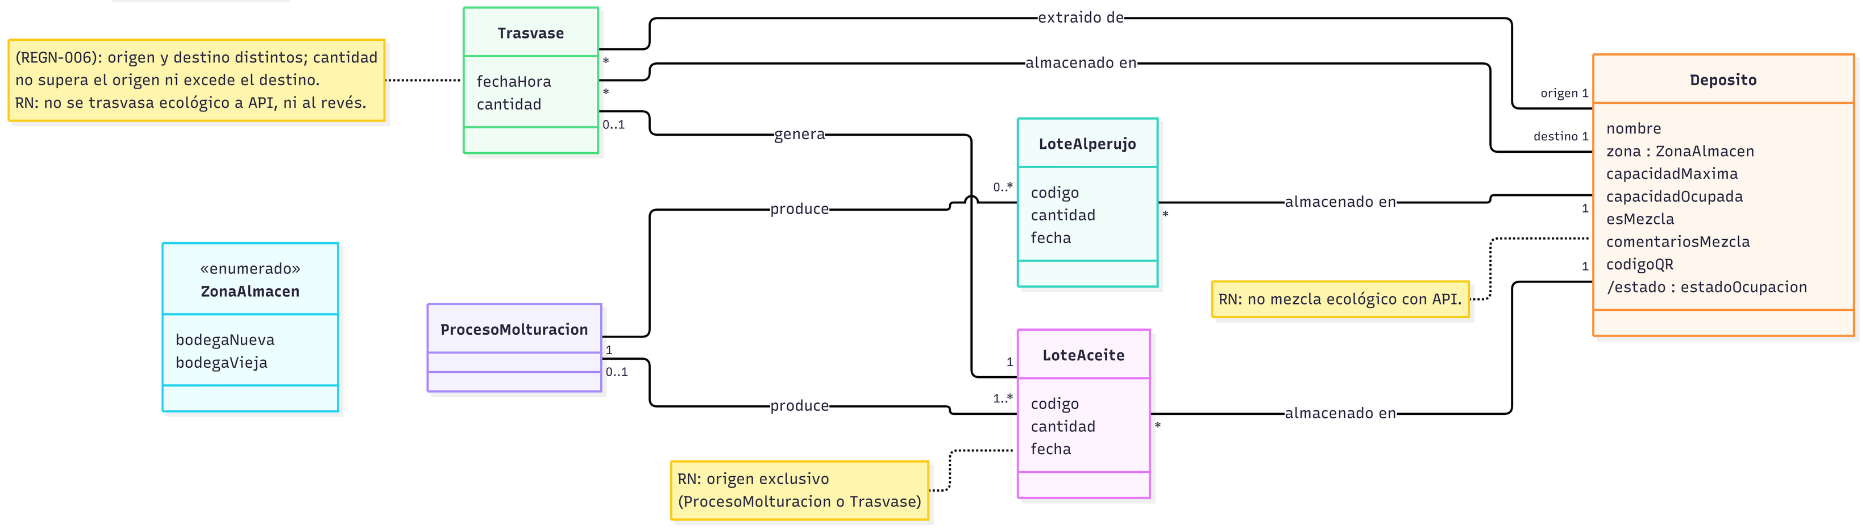 Trasvase
fechaHora
cantidad
(REGN-006): origen y destino distintos; cantidad
no supera el origen ni excede el destino.
RN: no se trasvasa ecológico a API, ni al revés.
extraido de
*
almacenado en
*
genera
0..1
origen 1
destino 1
Deposito
nombre
zona : ZonaAlmacen
capacidadMaxima
capacidadOcupada
esMezcla
comentariosMezcla
codigoQR
/estado : estadoOcupacion
LoteAlperujo
codigo
cantidad
fecha
0..*
produce
almacenado en
*
1
1
«enumerado»
ZonaAlmacen
bodegaNueva
bodegaVieja
RN: no mezcla ecológico con API.
ProcesoMolturacion
1
0..1
LoteAceite
codigo
cantidad
fecha
1
1..*
produce
almacenado en
*
RN: origen exclusivo
(ProcesoMolturacion o Trasvase)